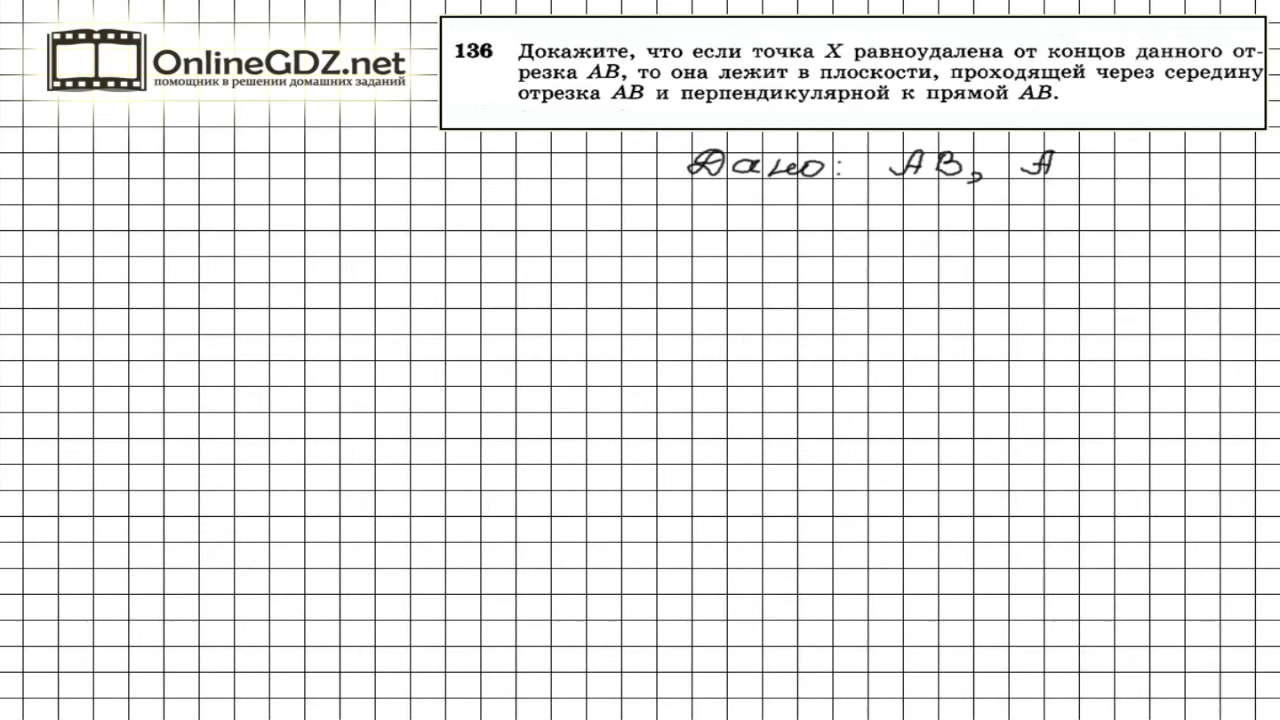 OnlineGDZ.net
помощник в решении домашних заданий
136 Докажите, что если точка X равноудалена от концов данного от-
резка AB, то она лежит в плоскости, проходящей через середину
отрезка AB и перпендикулярной к прямой AB.
Дано: AB, A